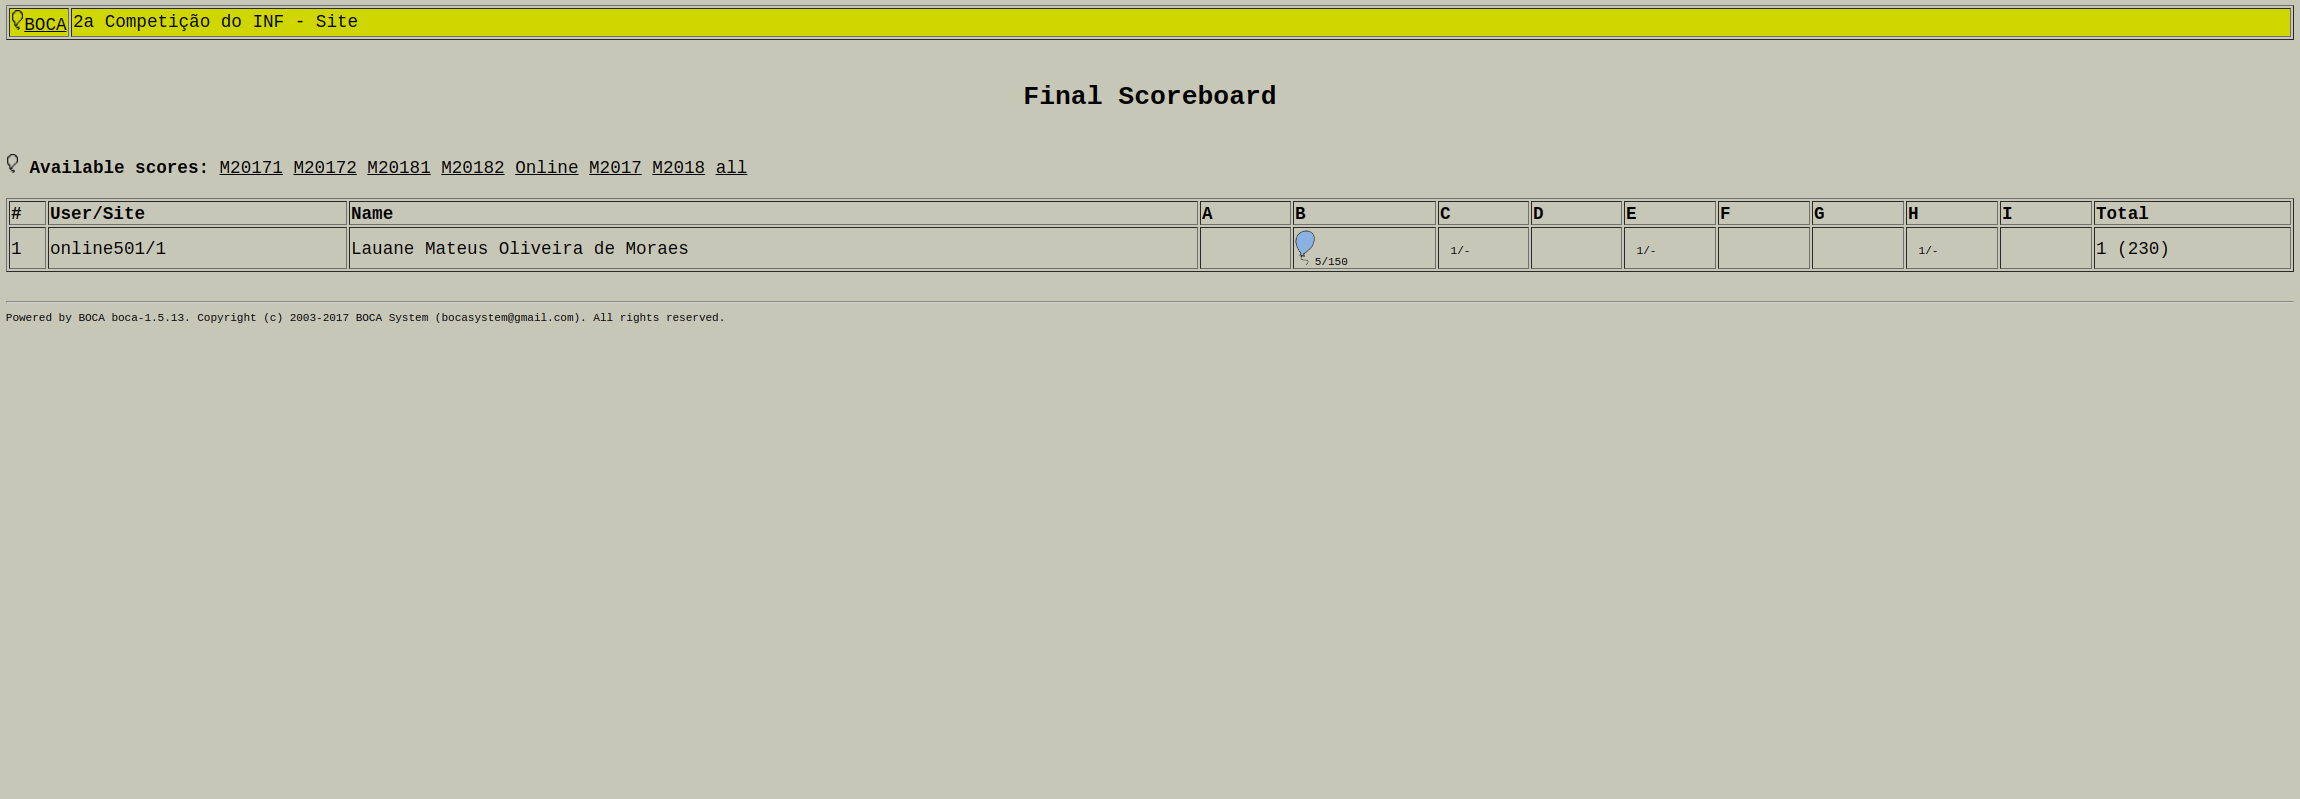 BOCA 2a Competição do INF - Site
Final Scoreboard
Available scores: M20171 M20172 M20181 M20182 Online M2017 M2018 all
# User/Site Name A B C D E F G H I Total
1 online501/1 Lauane Mateus Oliveira de Moraes 5/150 1/- 1/- 1/- 1 (230)
Powered by BOCA boca-1.5.13. Copyright (c) 2003-2017 BOCA System (bocasystem@gmail.com). All rights reserved.